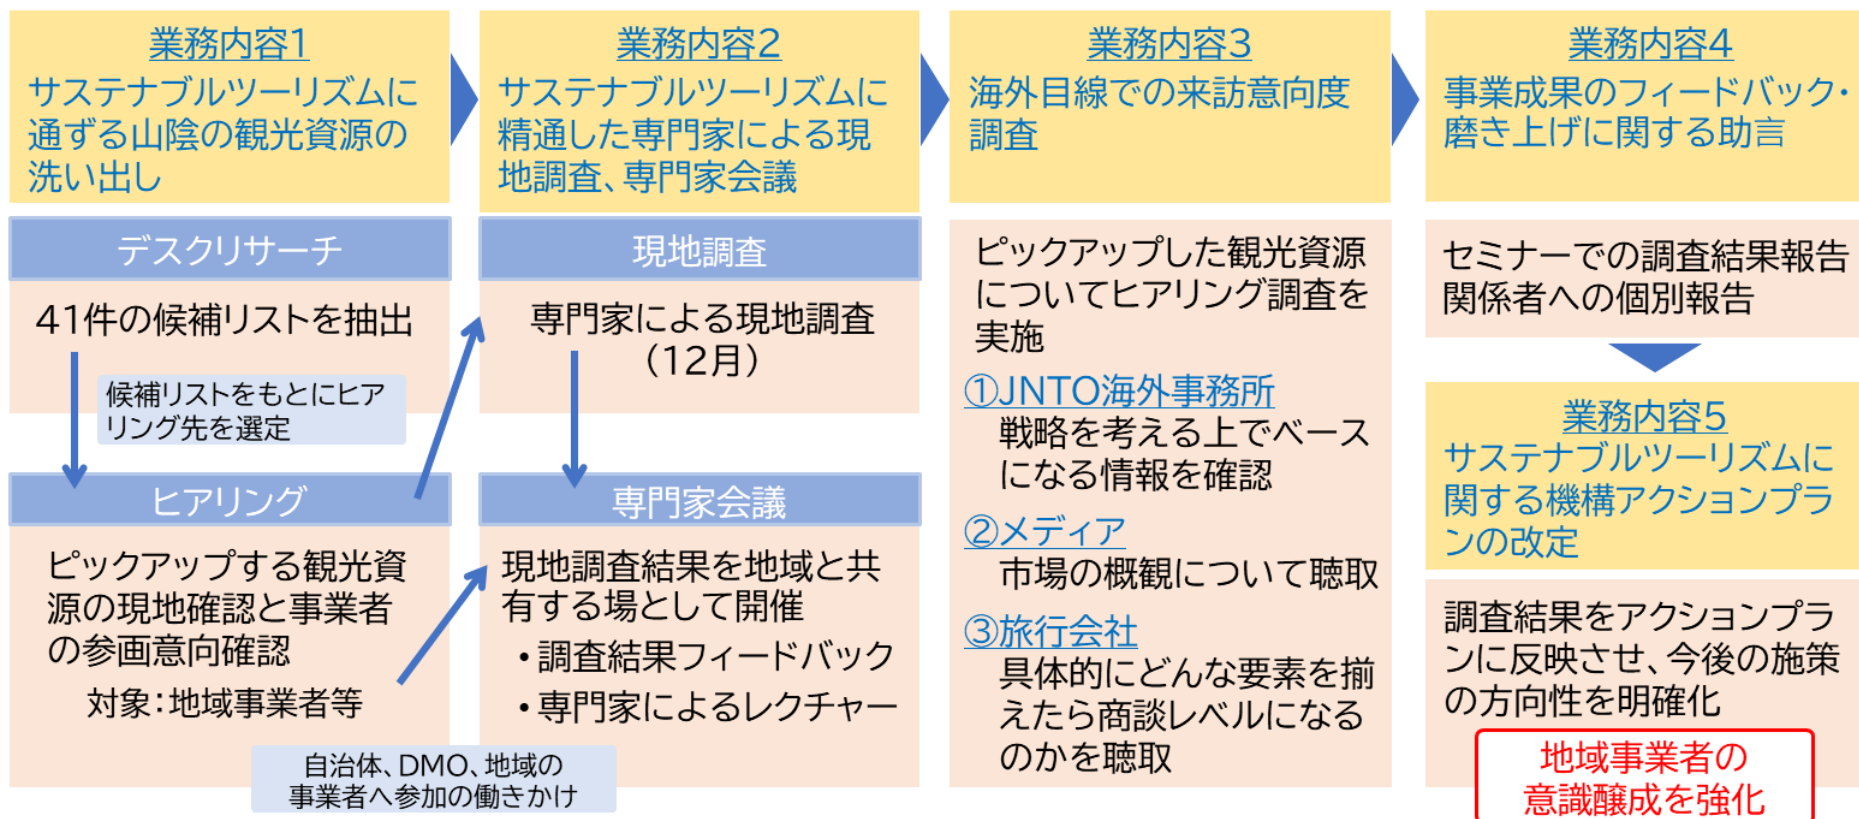 業務内容1
サステナブルツーリズムに
通ずる山陰の観光資源の
洗い出し
デスクリサーチ
41件の候補リストを抽出
候補リストをもとにヒア
リング先を選定
ヒアリング
ピックアップする観光資
源の現地確認と事業者
の参画意向確認
対象：地域事業者等
自治体、DMO、地域の
事業者へ参加の働きかけ
業務内容2
サステナブルツーリズムに
精通した専門家による現
地調査、専門家会議
現地調査
専門家による現地調査
（12月）
専門家会議
現地調査結果を地域と共
有する場として開催
・調査結果フィードバック
・専門家によるレクチャー
業務内容3
海外目線での来訪意向度
調査
ピックアップした観光資源
についてヒアリング調査を
実施
①JNTO海外事務所
戦略を考える上でベース
になる情報を確認
②メディア
市場の概観について聴取
③旅行会社
具体的にどんな要素を揃
えたら商談レベルになる
のかを聴取
業務内容4
事業成果のフィードバック・
磨き上げに関する助言
セミナーでの調査結果報告
関係者への個別報告
業務内容5
サステナブルツーリズムに
関する機構アクションプラ
ンの改定
調査結果をアクションプラ
ンに反映させ、今後の施策
の方向性を明確化
地域事業者の
意識醸成を強化